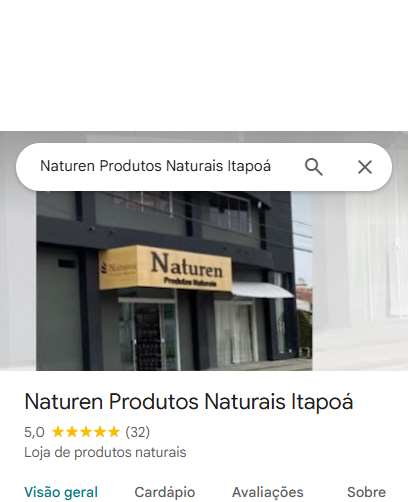 Naturen Produtos Naturais Itapoá
Naturen
Naturen
Produtos Naturais
Naturen Produtos Naturais Itapoá
5,0 (32)
Loja de produtos naturais
Visão geral Cardápio Avaliações Sobre